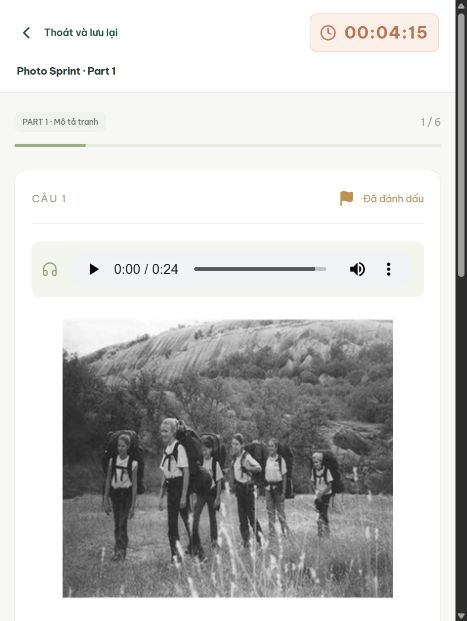 Thoát và lưu lại
00:04:15
Photo Sprint · Part 1
PART 1 · Mô tả tranh
1 / 6
CÂU 1
Đã đánh dấu
0:00 / 0:24